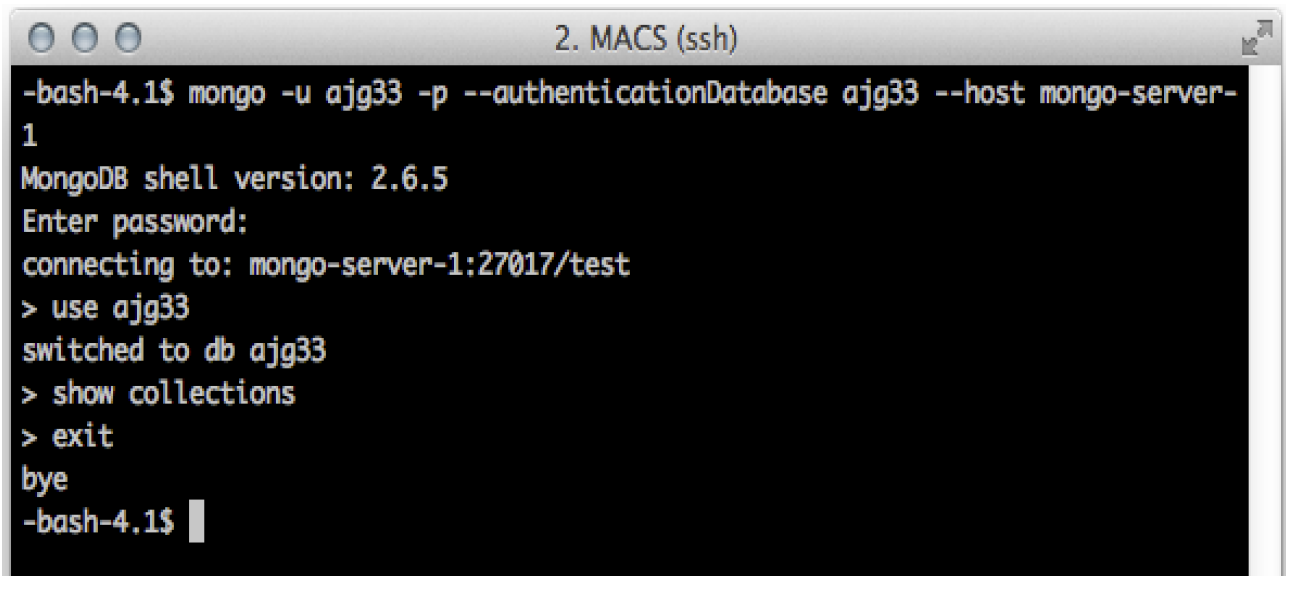 2. MACS (ssh)
-bash-4.1$ mongo -u ajg33 -p --authenticationDatabase ajg33 --host mongo-server-
1
MongoDB shell version: 2.6.5
Enter password:
connecting to: mongo-server-1:27017/test
> use ajg33
switched to db ajg33
> show collections
> exit
bye
-bash-4.1$